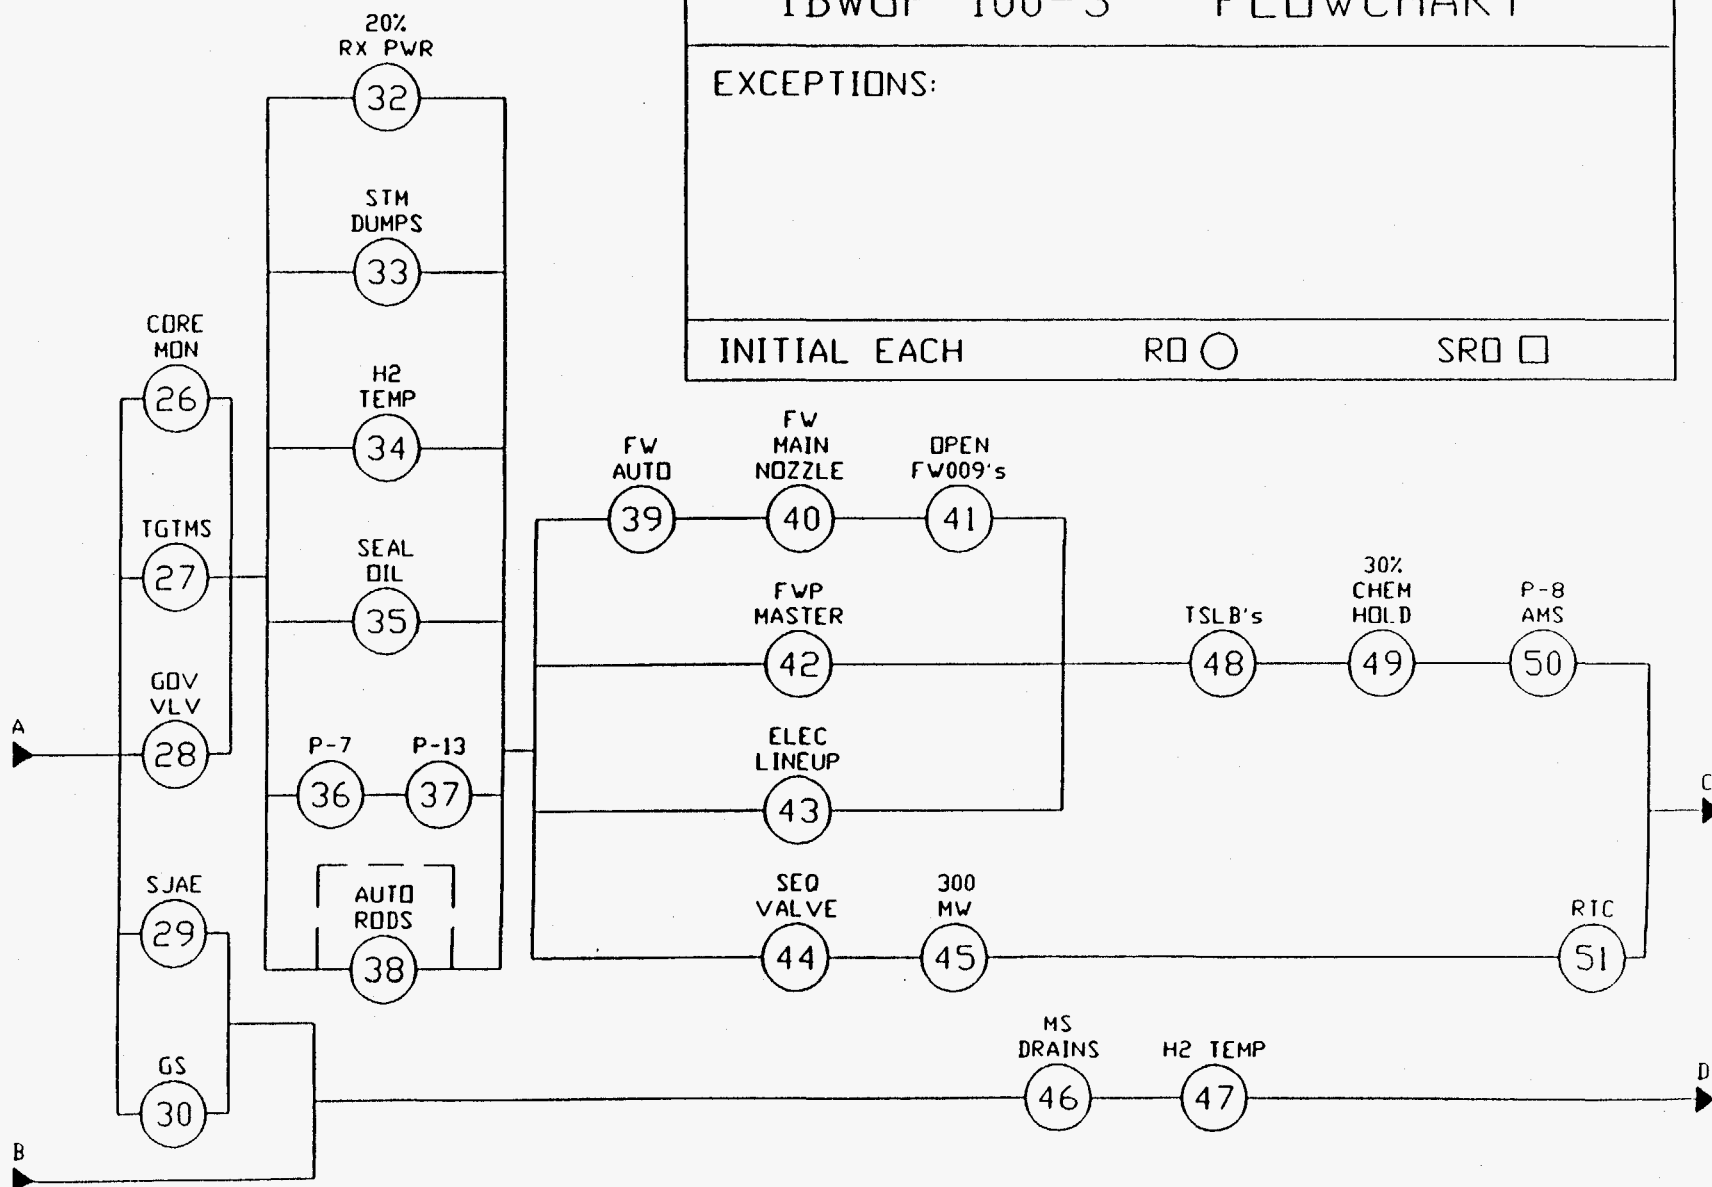 1BWGP 100-3 FLOWCHART
EXCEPTIONS:
INITIAL EACH RO SRO
20%
RX PWR
32
STM
DUMPS
33
H2
TEMP
34
SEAL
OIL
35
P-7
36
P-13
37
AUTO
RODS
38
CORE
MON
26
TGTMS
27
GOV
VLV
28
SJAE
29
GS
30
A
B
FW
AUTO
39
FW
MAIN
NOZZLE
40
OPEN
FW009's
41
FWP
MASTER
42
ELEC
LINEUP
43
SEQ
VALVE
44
300
MW
45
MS
DRAINS
46
H2 TEMP
47
TSLB's
48
30%
CHEM
HOLD
49
P-8
AMS
50
RTC
51
C
D